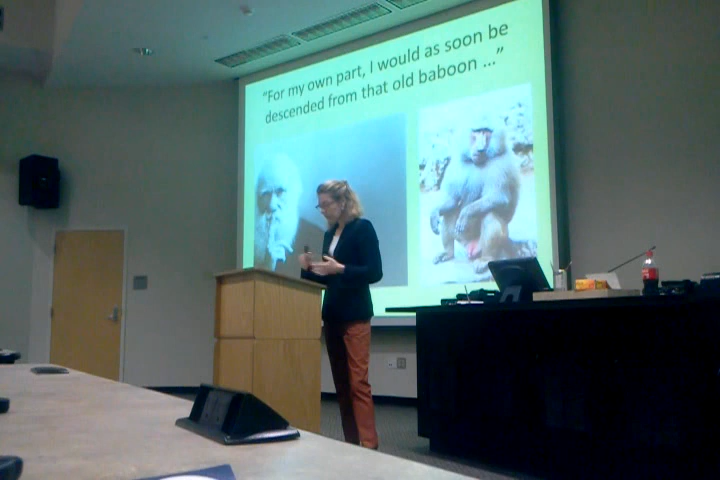 “For my own part, I would as soon be
descended from that old baboon ...”